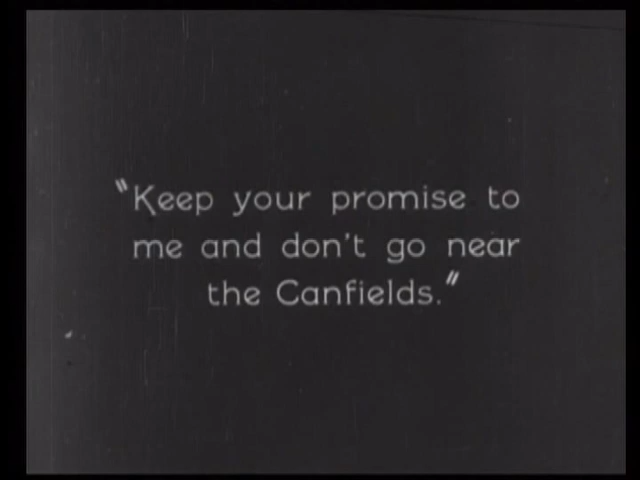 "Keep your promise to
me and don't go near
the Canfields."